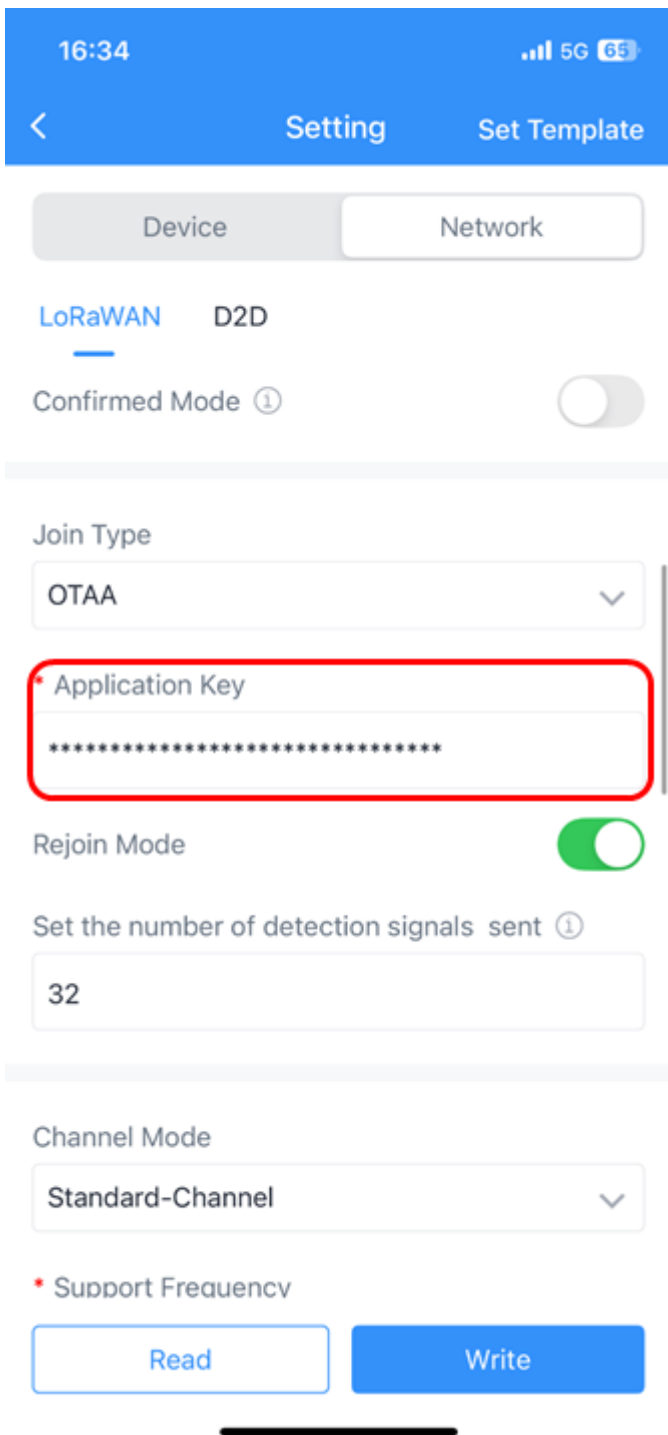 16:34 5G 65
Setting Set Template
Device Network
LoRaWAN D2D
Confirmed Mode
Join Type
OTAA
* Application Key
********************************
Rejoin Mode
Set the number of detection signals sent
32
Channel Mode
Standard-Channel
* Support Frequency
Read Write